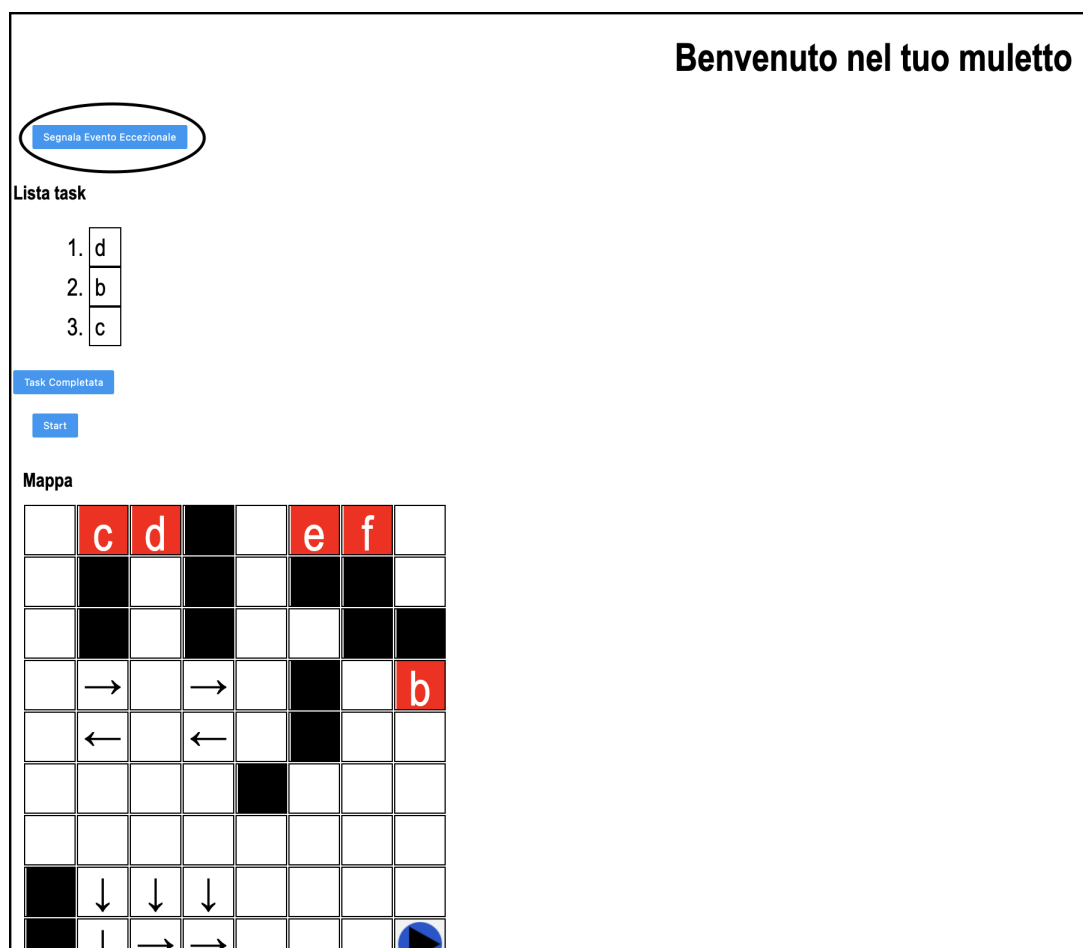 Benvenuto nel tuo muletto
Segnala Evento Eccezionale
Lista task
1. d
2. b
3. c
Task Completata
Start
Mappa
c d e f
→ → b
← ←
↓ ↓ ↓
↓ → →